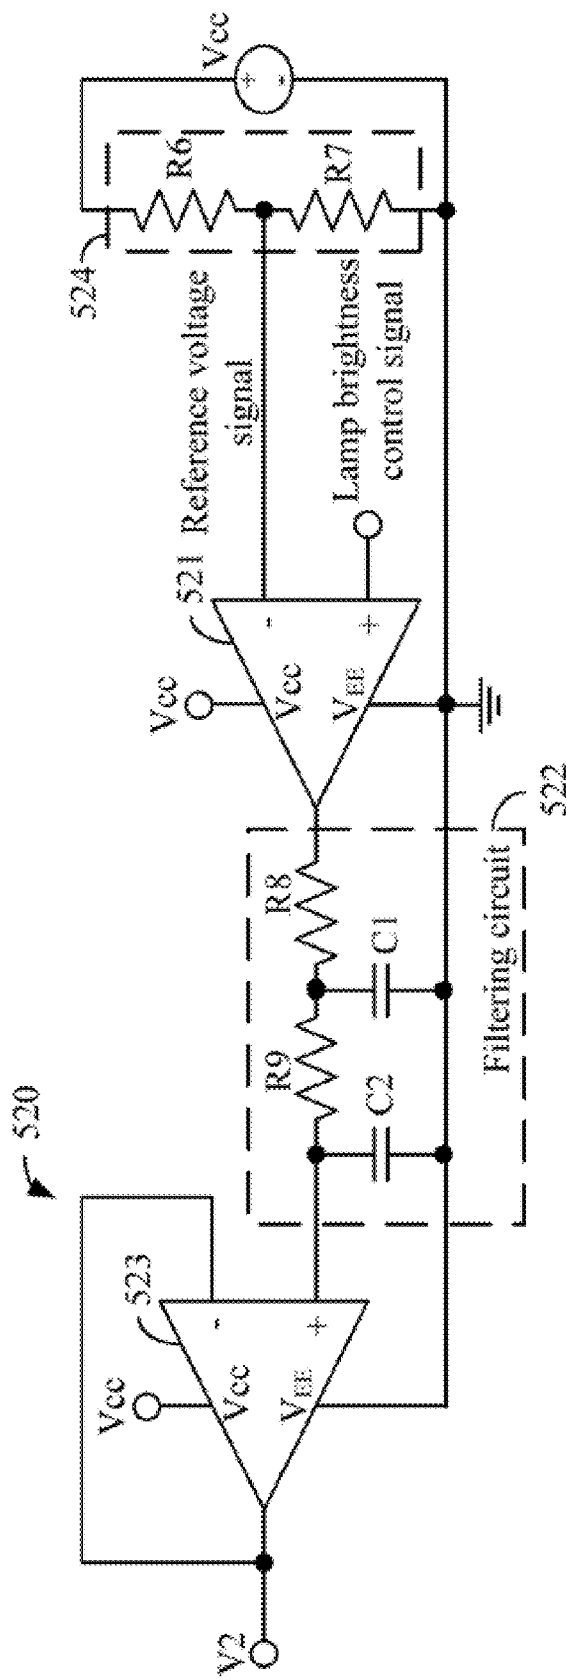 520
V2
Vcc
Vcc
VEE
-
+
523
R9
R8
C2
C1
Filtering circuit
522
Vcc
Vcc
VEE
-
+
521
Reference voltage
signal
Lamp brightness
control signal
524
R6
R7
Vcc
+
-